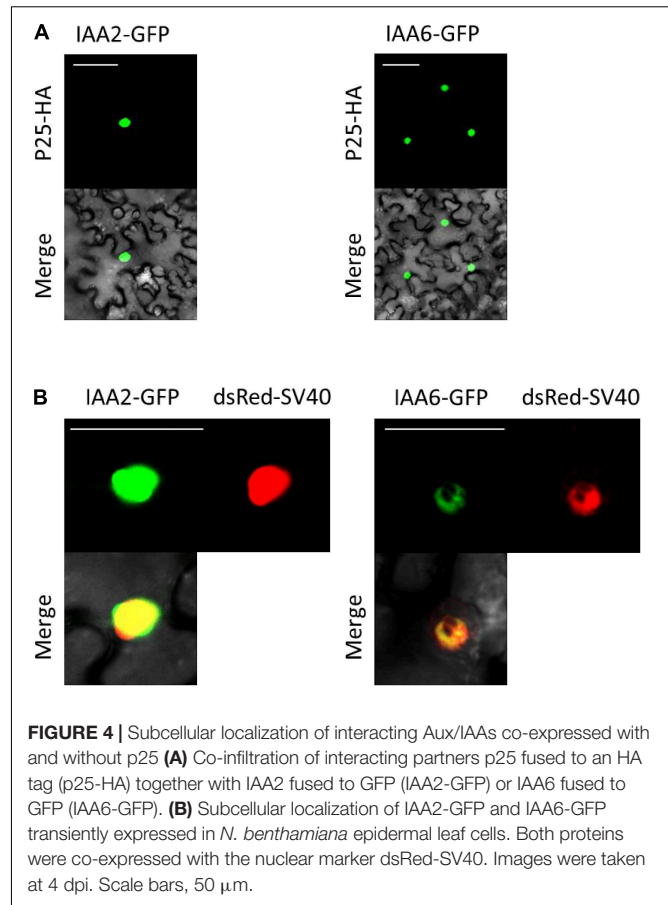 A
IAA2-GFP
IAA6-GFP
P25-HA
P25-HA
Merge
Merge
B
IAA2-GFP dsRed-SV40
IAA6-GFP dsRed-SV40
Merge
Merge
FIGURE 4 | Subcellular localization of interacting Aux/IAAs co-expressed with
and without p25 (A) Co-infiltration of interacting partners p25 fused to an HA
tag (p25-HA) together with IAA2 fused to GFP (IAA2-GFP) or IAA6 fused to
GFP (IAA6-GFP). (B) Subcellular localization of IAA2-GFP and IAA6-GFP
transiently expressed in N. benthamiana epidermal leaf cells. Both proteins
were co-expressed with the nuclear marker dsRed-SV40. Images were taken
at 4 dpi. Scale bars, 50 μm.